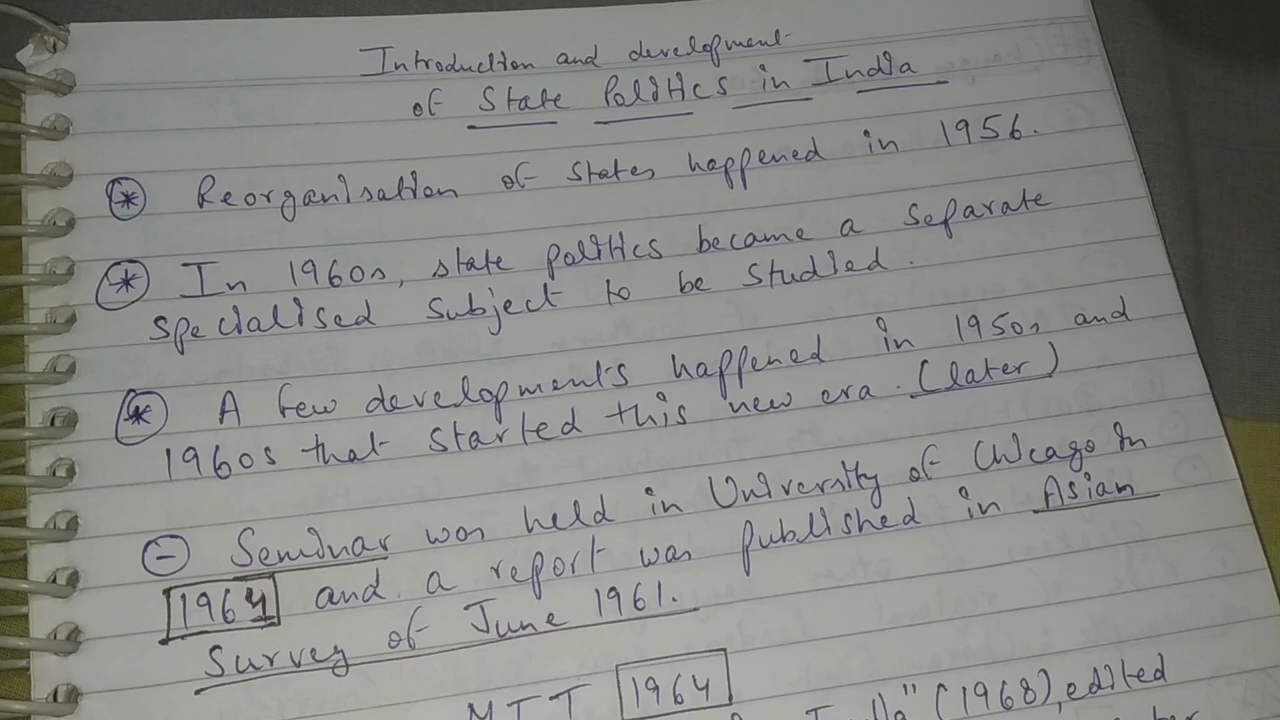 Introduction and development
of State Politics in India
* Reorganisation of States happened in 1956.
* In 1960s, state politics became a separate
specialised subject to be studied.
* A few developments happened in 1950s and
1960s that started this new era. (later)
- Seminar was held in University of Chicago in
1964 and a report was published in Asian
Survey of June 1961.
MIT 1964
India" (1968), edited